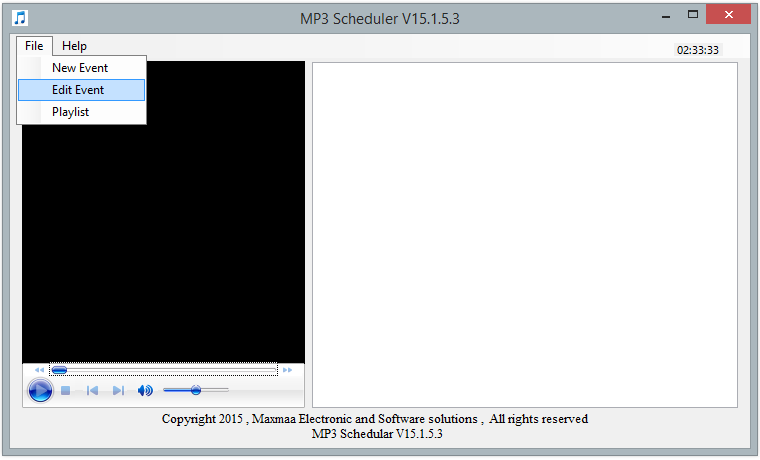 MP3 Scheduler V15.1.5.3
File Help
02:33:33
New Event
Edit Event
Playlist
Copyright 2015 , Maxmaa Electronic and Software solutions , All rights reserved
MP3 Schedular V15.1.5.3